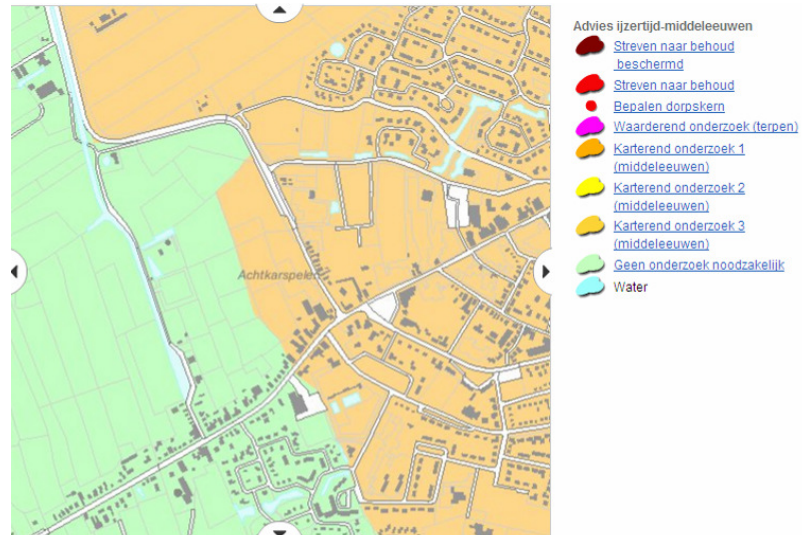 Achtkarspelen
Advies ijzertijd-middeleeuwen
Streven naar behoud
beschermd
Streven naar behoud
Bepalen dorpskern
Waarderend onderzoek (terpen)
Karterend onderzoek 1
(middeleeuwen)
Karterend onderzoek 2
(middeleeuwen)
Karterend onderzoek 3
(middeleeuwen)
Geen onderzoek noodzakelijk
Water